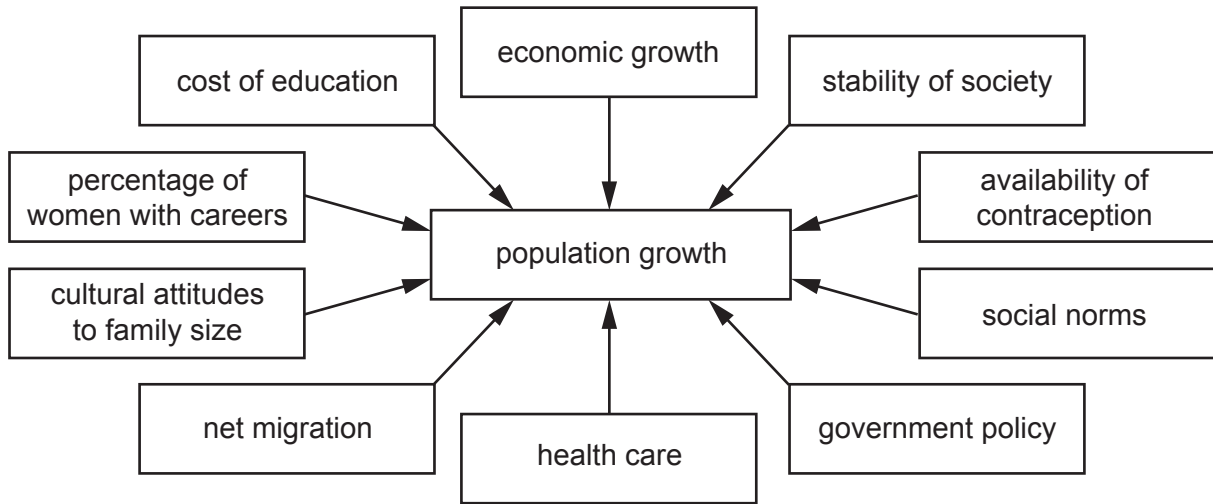 economic growth
cost of education
stability of society
percentage of
women with careers
availability of
contraception
population growth
cultural attitudes
to family size
social norms
net migration
government policy
health care